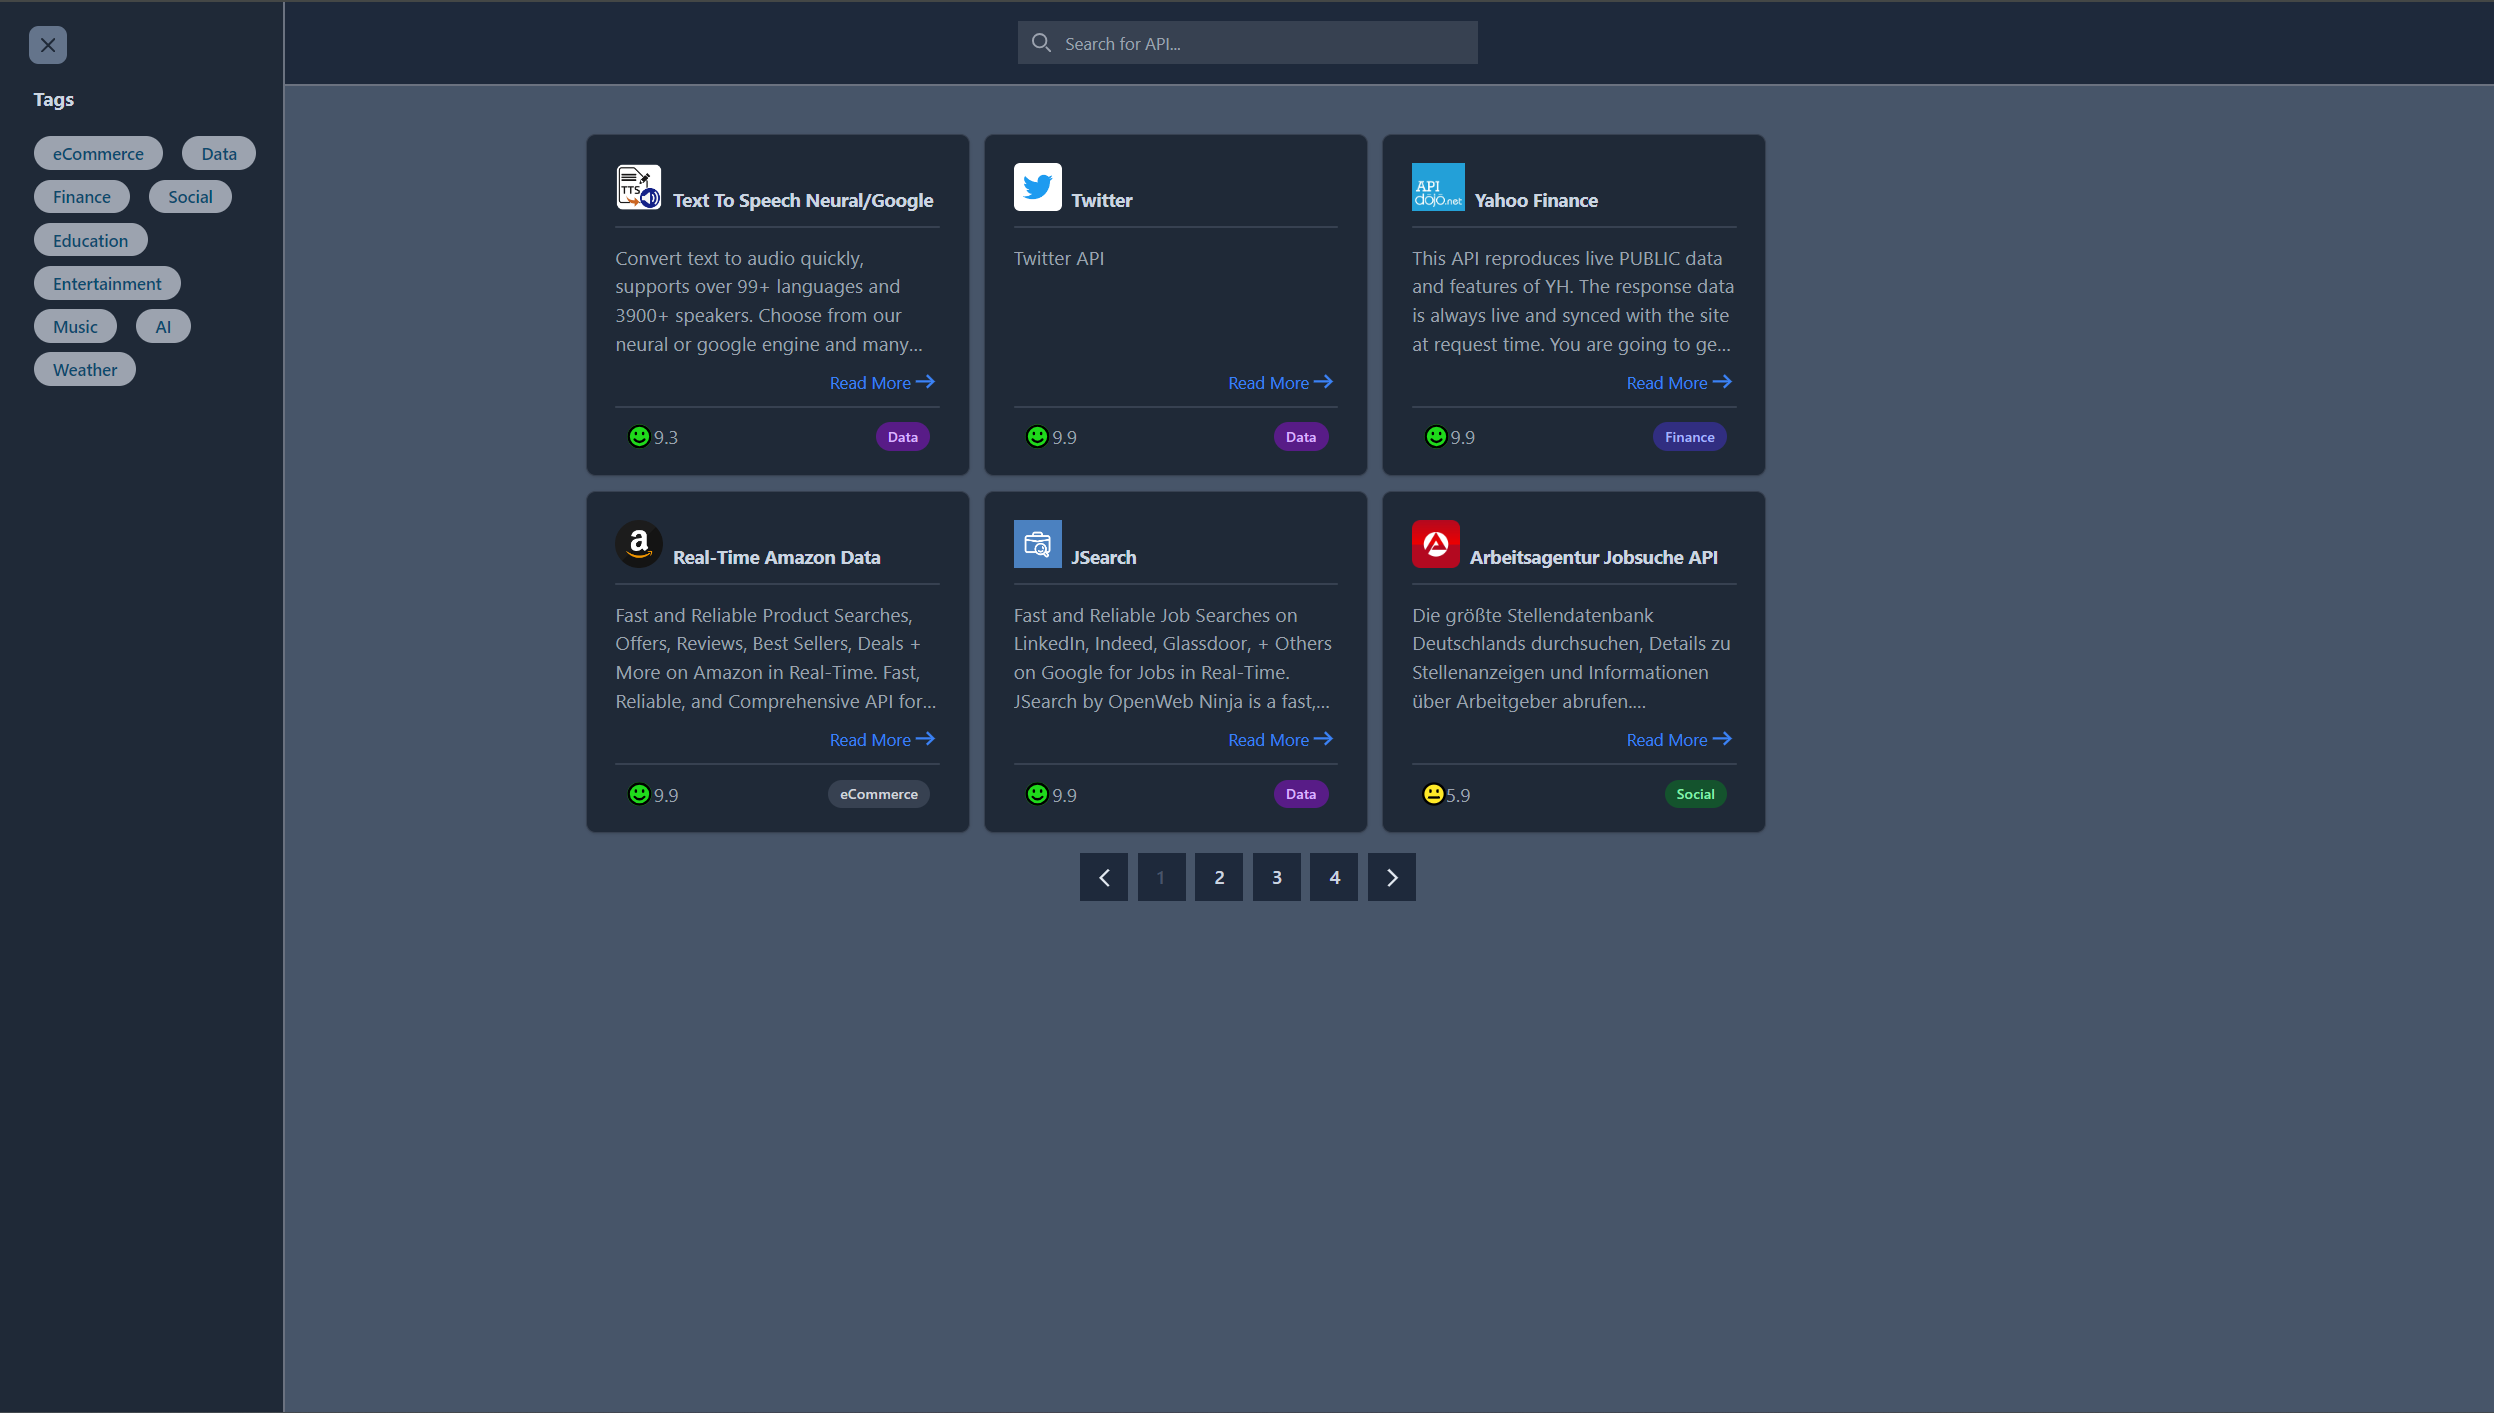 Search for API...
Tags
eCommerce
Data
Finance
Social
Education
Entertainment
Music
AI
Weather
TTS
Text To Speech Neural/Google
Convert text to audio quickly,
supports over 99+ languages and
3900+ speakers. Choose from our
neural or google engine and many...
Read More
9.3
Data
Twitter
Twitter API
Read More
9.9
Data
API
dojo.net
Yahoo Finance
This API reproduces live PUBLIC data
and features of YH. The response data
is always live and synced with the site
at request time. You are going to ge...
Read More
9.9
Finance
a
Real-Time Amazon Data
Fast and Reliable Product Searches,
Offers, Reviews, Best Sellers, Deals +
More on Amazon in Real-Time. Fast,
Reliable, and Comprehensive API for...
Read More
9.9
eCommerce
JSearch
Fast and Reliable Job Searches on
LinkedIn, Indeed, Glassdoor, + Others
on Google for Jobs in Real-Time.
JSearch by OpenWeb Ninja is a fast,...
Read More
9.9
Data
Arbeitsagentur Jobsuche API
Die größte Stellendatenbank
Deutschlands durchsuchen, Details zu
Stellenanzeigen und Informationen
über Arbeitgeber abrufen....
Read More
5.9
Social
1 2 3 4